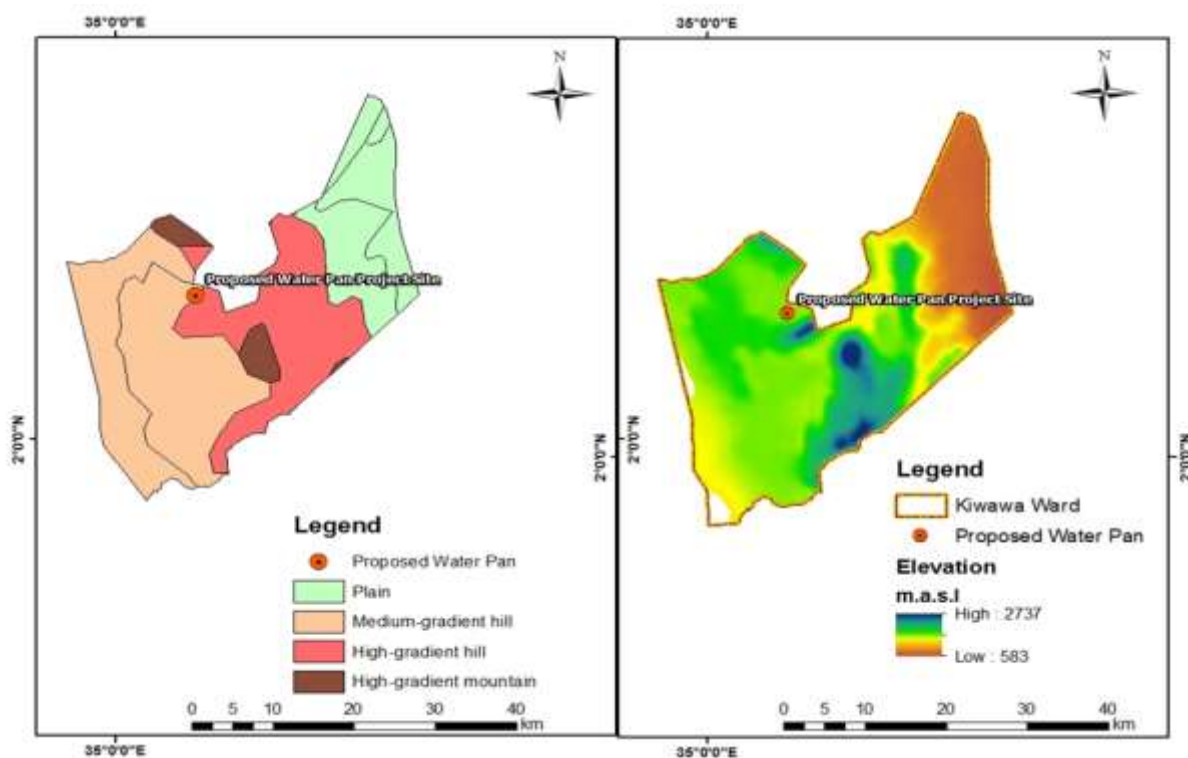 35°0'0"E
N
Proposed Water Pan Project Site
2°0'0"N
Legend
Proposed Water Pan
Plain
Medium-gradient hill
High-gradient hill
High-gradient mountain
0 5 10 20 30 40
km
35°0'0"E
35°0'0"E
N
Proposed Water Pan Project Site
2°0'0"N
2°0'0"N
Legend
Kiwawa Ward
Proposed Water Pan
Elevation
m.a.s.l
High : 2737
Low : 583
0 5 10 20 30 40
km
35°0'0"E